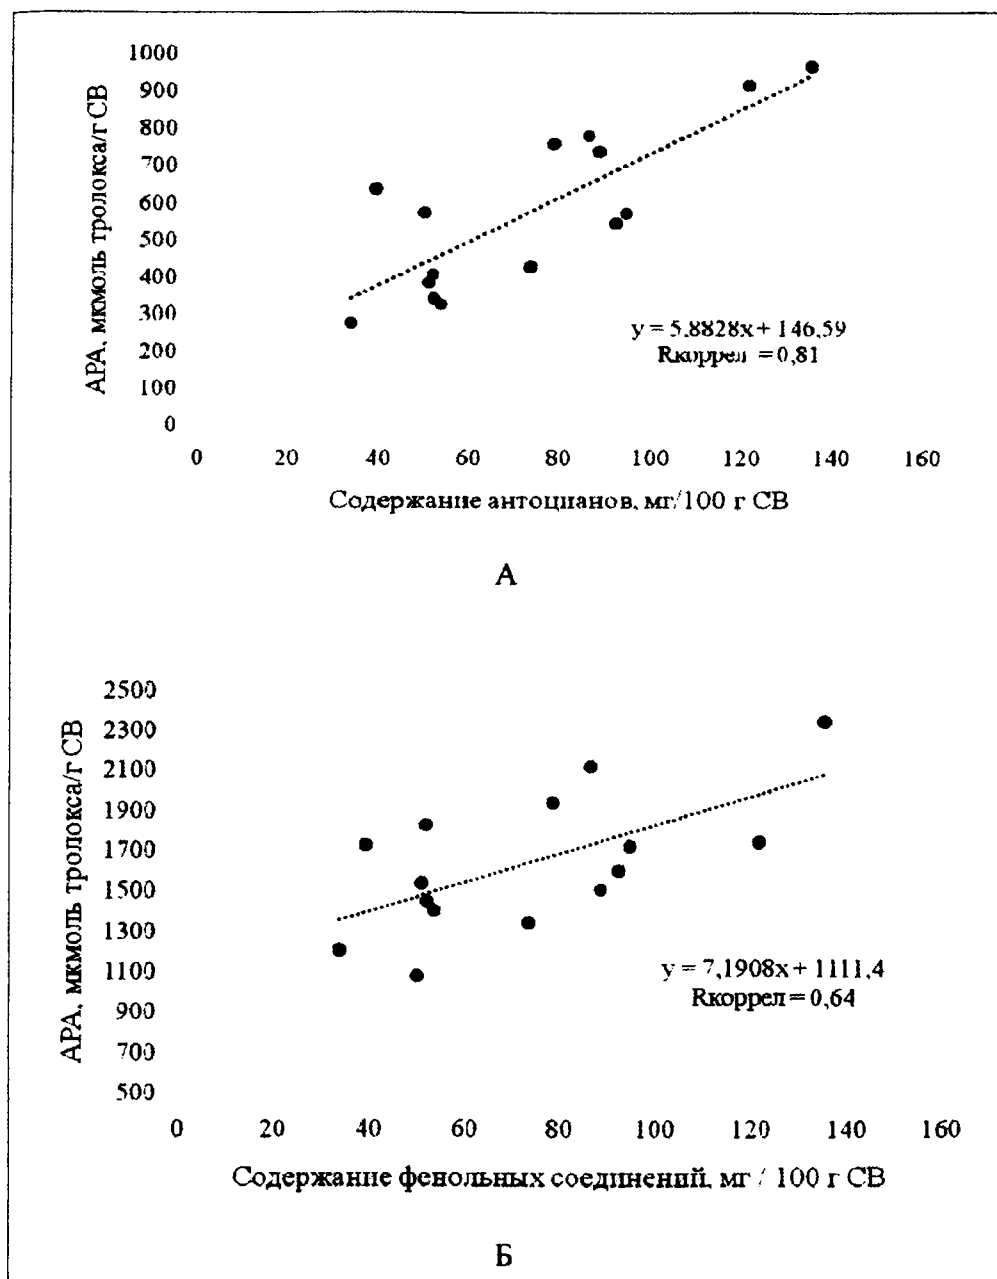 1000
900
800
700
600
500
400
300
200
100
0
АРА, мкмоль тролокса/г СВ
y = 5,8828x + 146,59
Rкоррел = 0,81
0 20 40 60 80 100 120 140 160
Содержание антоцианов, мг/100 г СВ
А
2500
2300
2100
1900
1700
1500
1300
1100
900
700
500
АРА, мкмоль тролокса/г СВ
y = 7,1908x + 1111,4
Rкоррел = 0,64
0 20 40 60 80 100 120 140 160
Содержание фенольных соединений, мг / 100 г СВ
Б